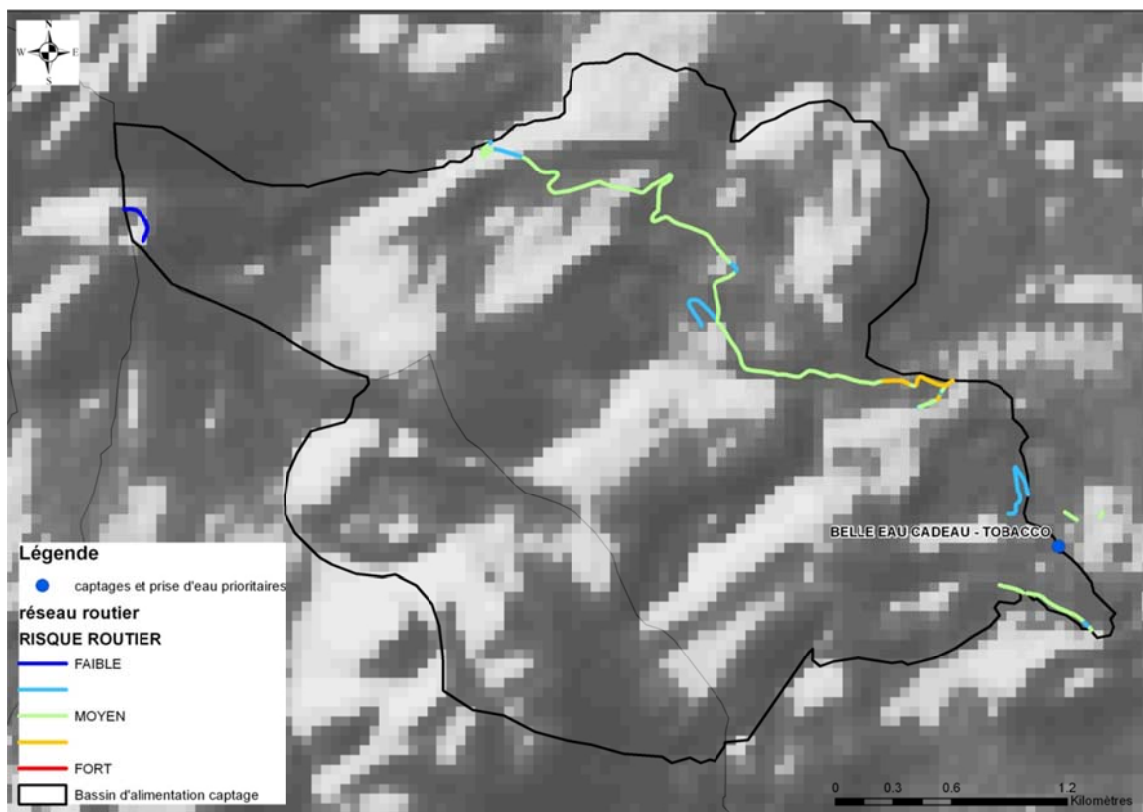 N
W E
S
BELLE EAU CADEAU - TOBACCO
Légende
captages et prise d'eau prioritaires
réseau routier
RISQUE ROUTIER
FAIBLE
MOYEN
FORT
Bassin d'alimentation captage
0 0.3 0.6 1.2
Kilomètres